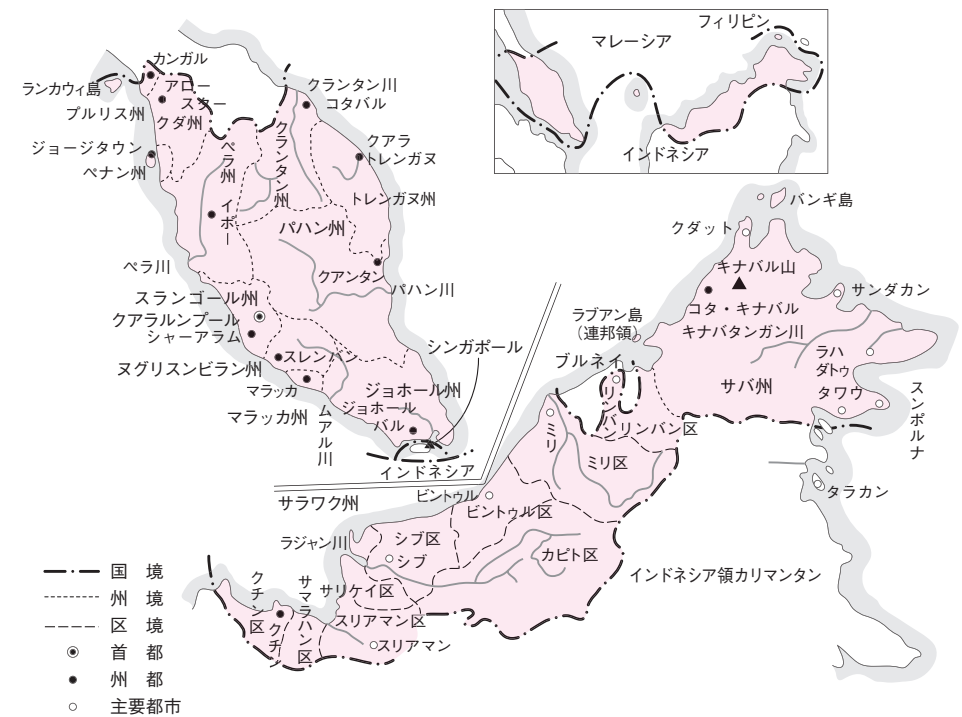 カンガル
ランカウィ島
アロー
スター
プルリス州
クダ州
ジョージタウン
ペナン州
ペラ州
イポー
クランタン州
クランタン川
コタバル
クアラ
トレンガヌ
トレンガヌ州
パハン州
クアンタン
パハン川
ペラ川
スランゴール州
クアラルンプール
シャーアラム
ヌグリスンビラン州
スレンバン
マラッカ
マラッカ州
ムアル川
ジョホール州
ジョホール
バル
シンガポール
インドネシア
フィリピン
マレーシア
インドネシア
バンギ島
クダット
キナバル山
サンダカン
コタ・キナバル
キナバタンガン川
ラブアン島
(連邦領)
ブルネイ
ラハ
ダトゥ
タワウ
サバ州
スンポルナ
リンバン
リンバン区
ミリ
ミリ区
タラカン
サラワク州
ビントゥル
ビントゥル区
ラジャン川
シブ区
シブ
カピト区
サリケイ区
スリアマン区
スリアマン
サマラハン区
クチン区
クチン
インドネシア領カリマンタン
国 境
州 境
区 境
首 都
州 都
主要都市